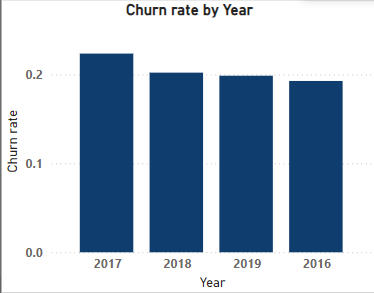 Churn rate by Year
Churn rate
0.2
0.1
0.0
2017 2018 2019 2016
Year